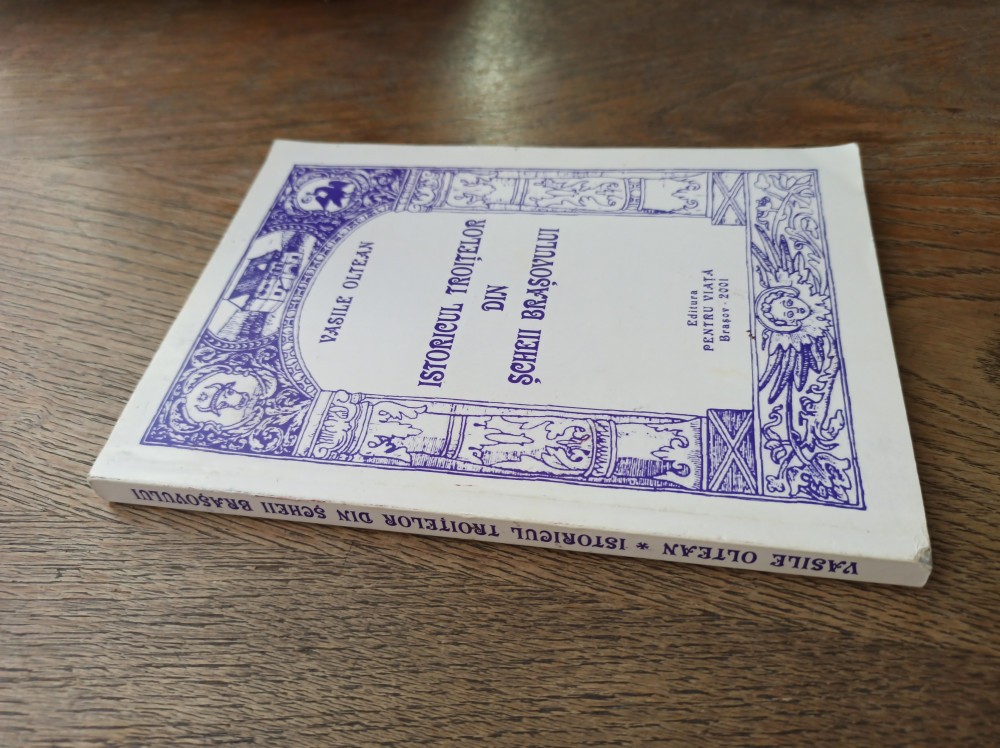 VASILE OLTEAN
ISTORICUL TROIȚELOR
DIN
ȘCHEII BRAȘOVULUI
Editura
PENTRU VIAȚĂ
Brașov - 2001
VASILE OLTEAN * ISTORICUL TROIȚELOR DIN ȘCHEII BRAȘOVULUI